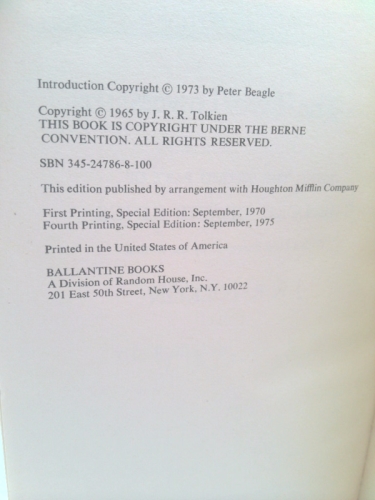 Introduction Copyright © 1973 by Peter Beagle
Copyright © 1965 by J. R. R. Tolkien
THIS BOOK IS COPYRIGHT UNDER THE BERNE
CONVENTION. ALL RIGHTS RESERVED.
SBN 345-24786-8-100
This edition published by arrangement with Houghton Mifflin Company
First Printing, Special Edition: September, 1970
Fourth Printing, Special Edition: September, 1975
Printed in the United States of America
BALLANTINE BOOKS
A Division of Random House, Inc.
201 East 50th Street, New York, N.Y. 10022